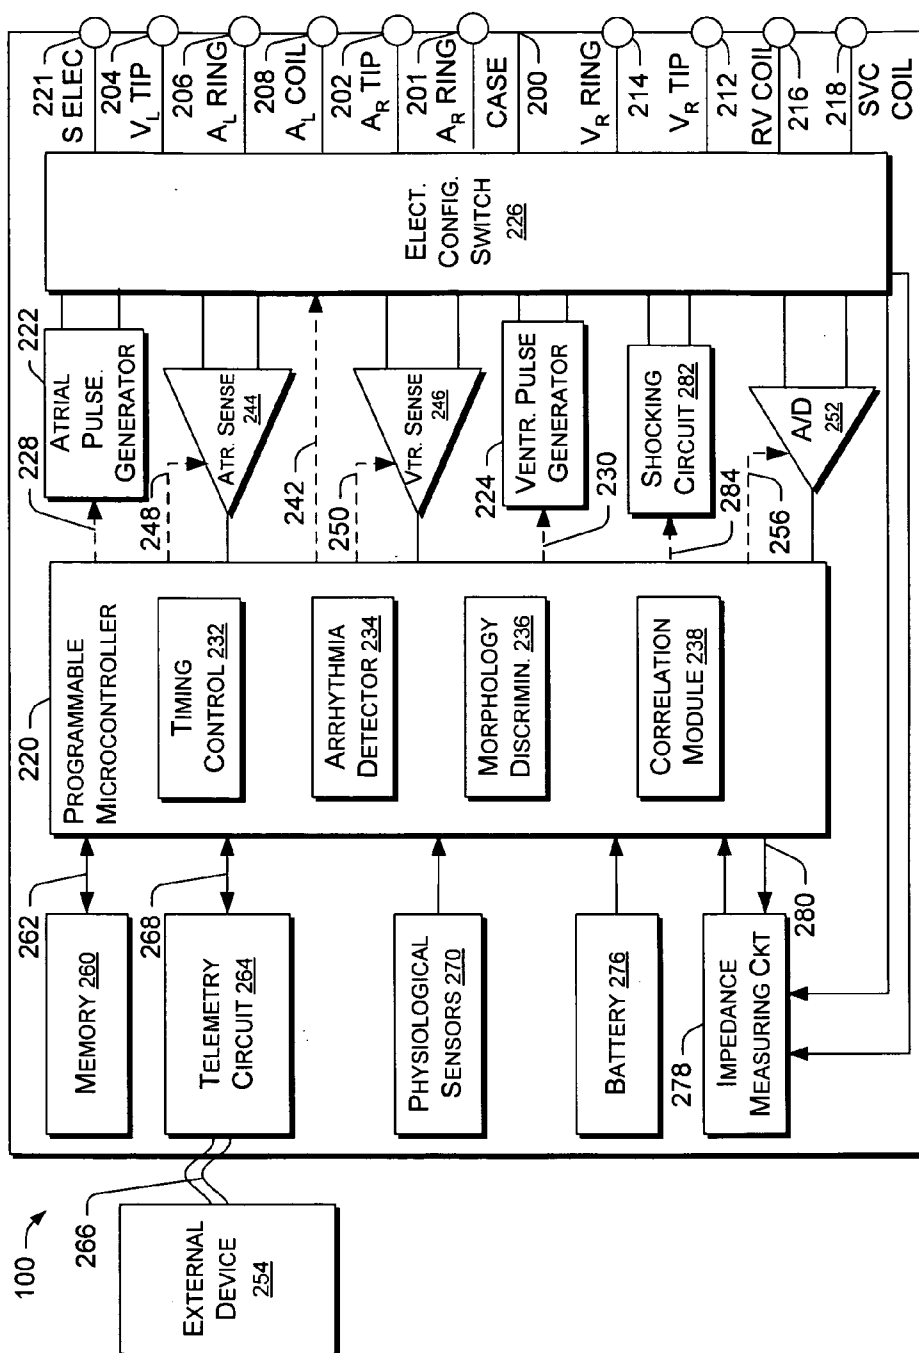 100
EXTERNAL
DEVICE
254
266
MEMORY 260
262
TELEMETRY
CIRCUIT 264
268
PHYSIOLOGICAL
SENSORS 270
BATTERY 276
278
IMPEDANCE
MEASURING CKT
280
220
PROGRAMMABLE
MICROCONTROLLER
TIMING
CONTROL 232
ARRHYTHMIA
DETECTOR 234
MORPHOLOGY
DISCRIMIN. 236
CORRELATION
MODULE 238
222
228
ATRIAL
PULSE.
GENERATOR
248
ATR. SENSE
244
242
250
VTR. SENSE
246
224
VENTR. PULSE
GENERATOR
230
SHOCKING
CIRCUIT 282
284
256
A/D
252
ELECT.
CONFIG.
SWITCH
226
221
S ELEC
204
VL TIP
206
AL RING
208
AL COIL
202
AR TIP
201
AR RING
CASE
200
VR RING
214
VR TIP
212
RV COIL
216
218
SVC
COIL